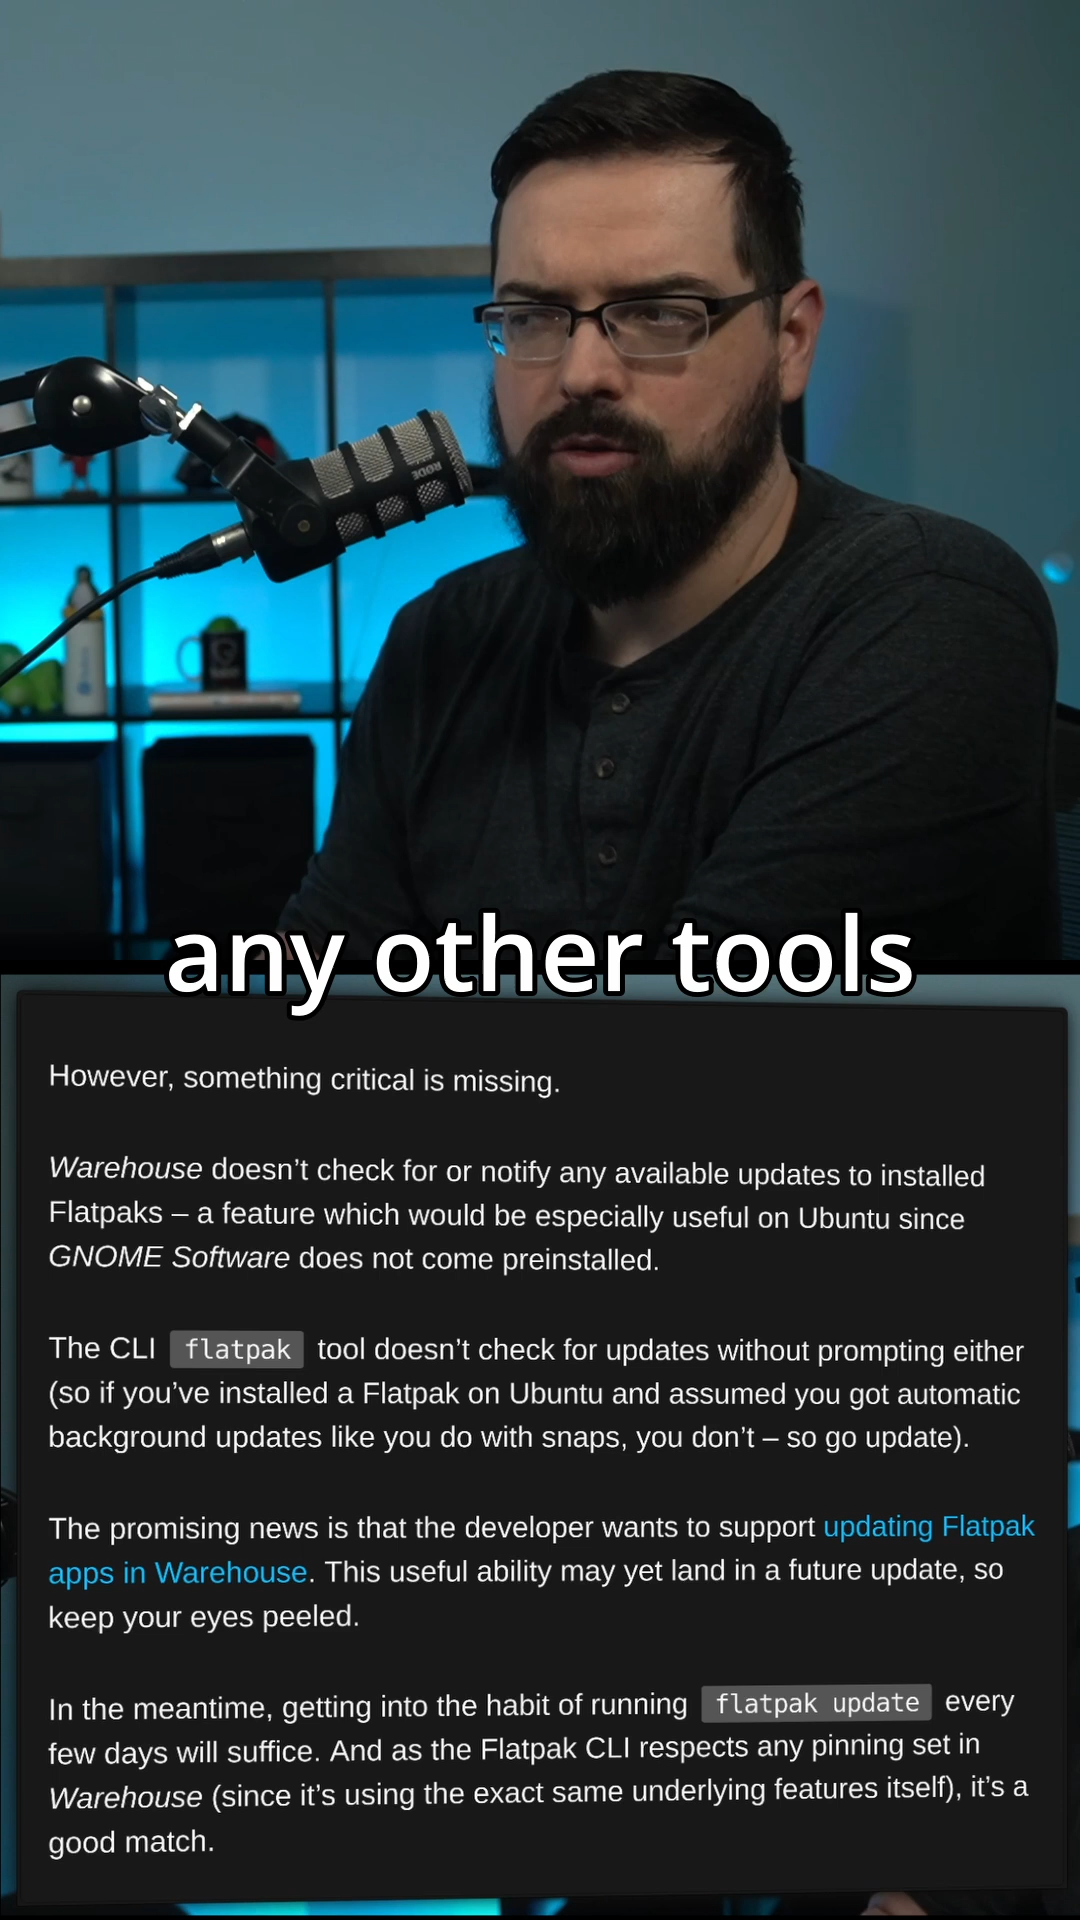 RØDE
any other tools
However, something critical is missing.
Warehouse doesn’t check for or notify any available updates to installed
Flatpaks – a feature which would be especially useful on Ubuntu since
GNOME Software does not come preinstalled.
The CLI flatpak tool doesn’t check for updates without prompting either
(so if you’ve installed a Flatpak on Ubuntu and assumed you got automatic
background updates like you do with snaps, you don’t – so go update).
The promising news is that the developer wants to support updating Flatpak
apps in Warehouse. This useful ability may yet land in a future update, so
keep your eyes peeled.
In the meantime, getting into the habit of running flatpak update every
few days will suffice. And as the Flatpak CLI respects any pinning set in
Warehouse (since it’s using the exact same underlying features itself), it’s a
good match.